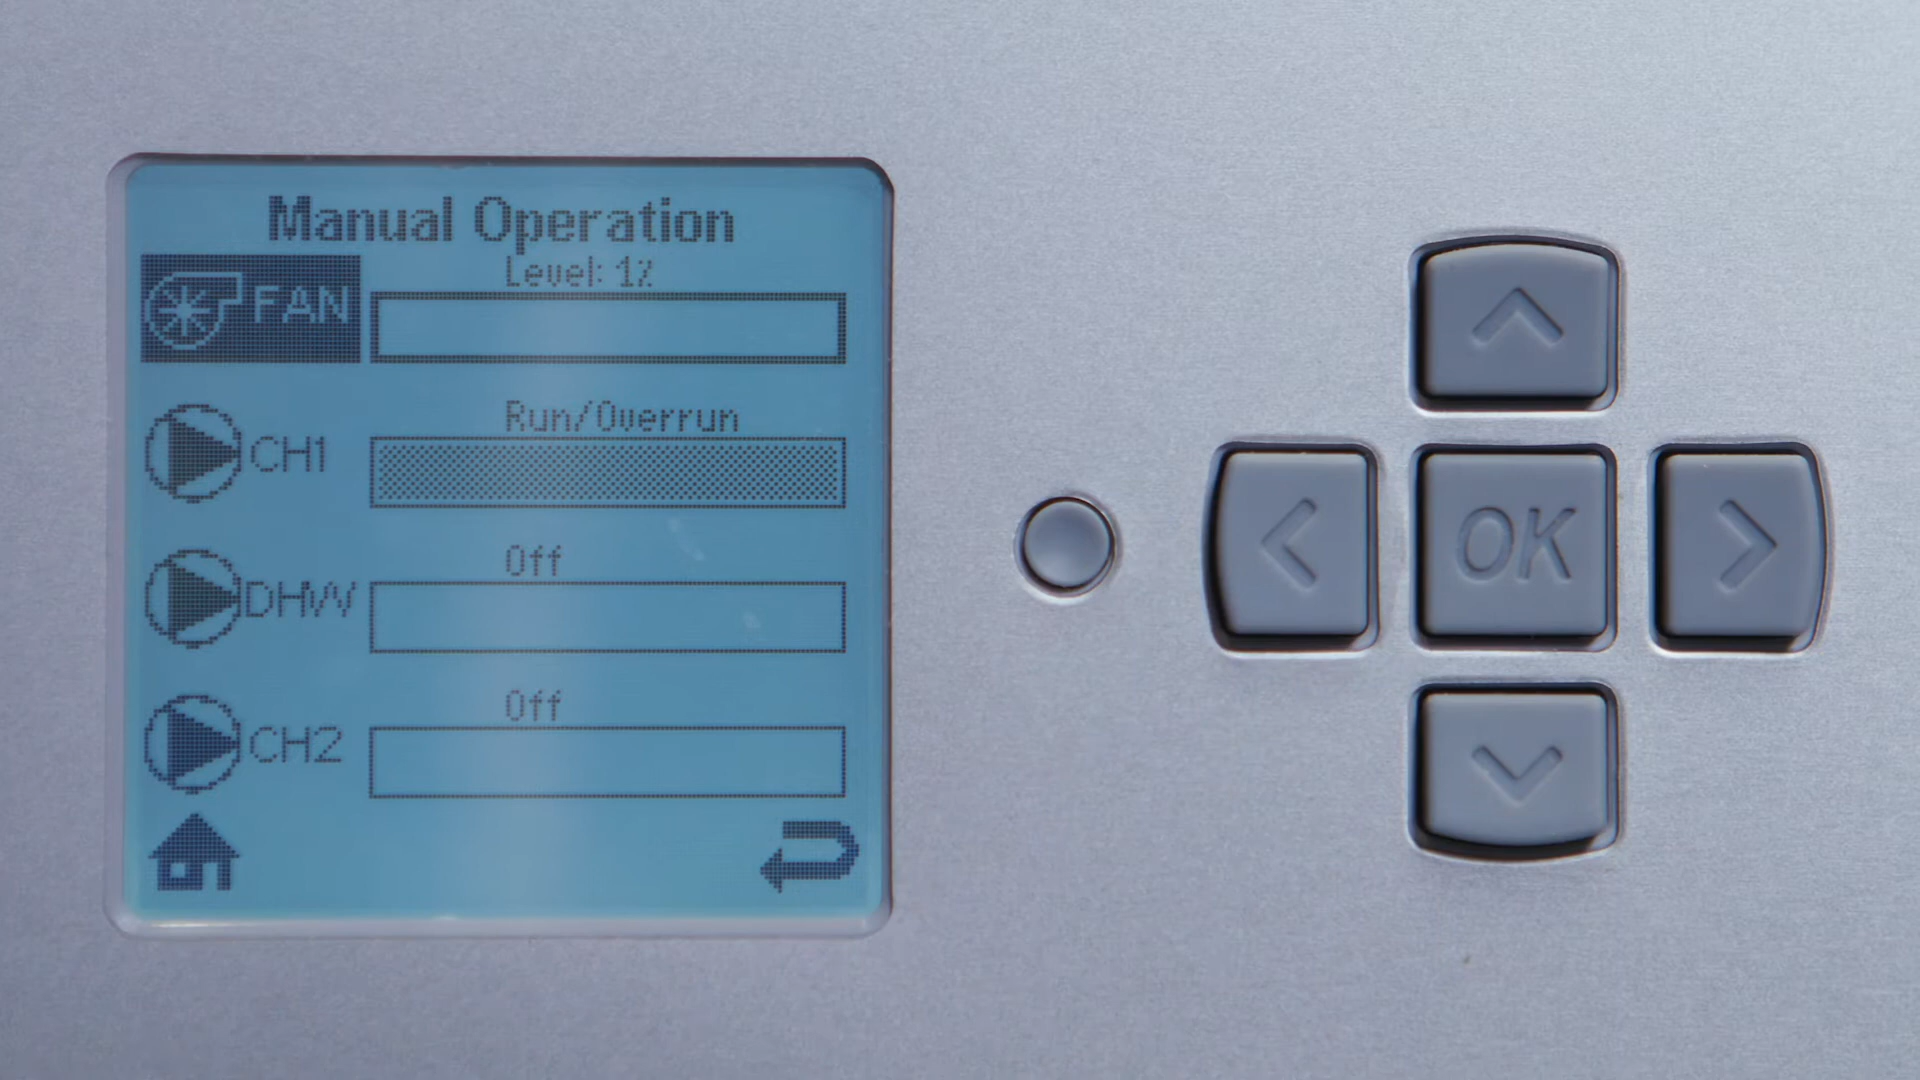 Manual Operation
Level: 1%
FAN
Run/Overrun
CH1
Off
DHW
Off
CH2
OK